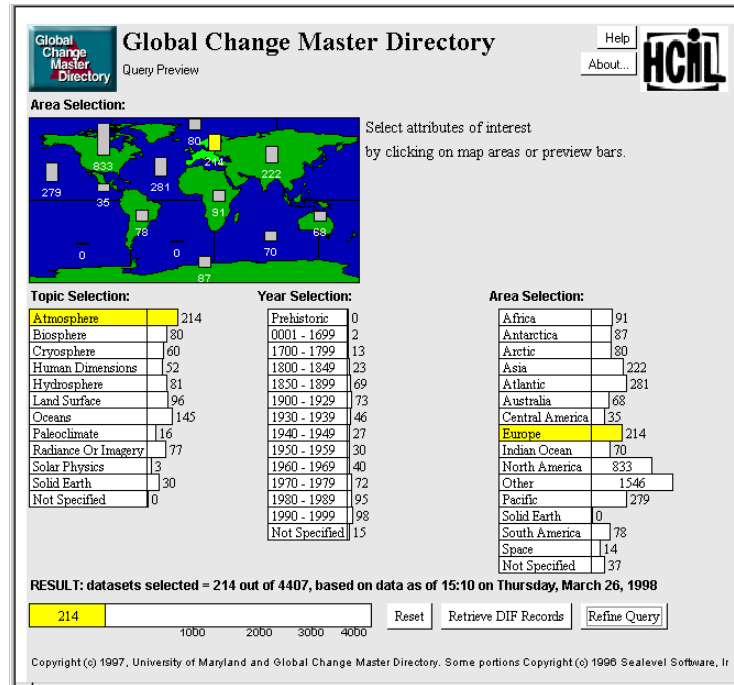 Global
Change
Master
Directory
Global Change Master Directory
Query Preview
Help
About...
HCIL
Area Selection:
Select attributes of interest
by clicking on map areas or preview bars.
80
833
214
222
279
281
35
91
78
68
0
0
70
87
Topic Selection:
Atmosphere 214
Biosphere 80
Cryosphere 60
Human Dimensions 52
Hydrosphere 81
Land Surface 96
Oceans 145
Paleoclimate 16
Radiance Or Imagery 77
Solar Physics 3
Solid Earth 30
Not Specified 0
Year Selection:
Prehistoric 0
0001 - 1699 2
1700 - 1799 13
1800 - 1849 23
1850 - 1899 69
1900 - 1929 73
1930 - 1939 46
1940 - 1949 27
1950 - 1959 30
1960 - 1969 40
1970 - 1979 72
1980 - 1989 95
1990 - 1999 98
Not Specified 15
Area Selection:
Africa 91
Antarctica 87
Arctic 80
Asia 222
Atlantic 281
Australia 68
Central America 35
Europe 214
Indian Ocean 70
North America 833
Other 1546
Pacific 279
Solid Earth 0
South America 78
Space 14
Not Specified 37
RESULT: datasets selected = 214 out of 4407, based on data as of 15:10 on Thursday, March 26, 1998
214
1000 2000 3000 4000
Reset
Retrieve DIF Records
Refine Query
Copyright (c) 1997, University of Maryland and Global Change Master Directory. Some portions Copyright (c) 1996 Sealevel Software, Ir